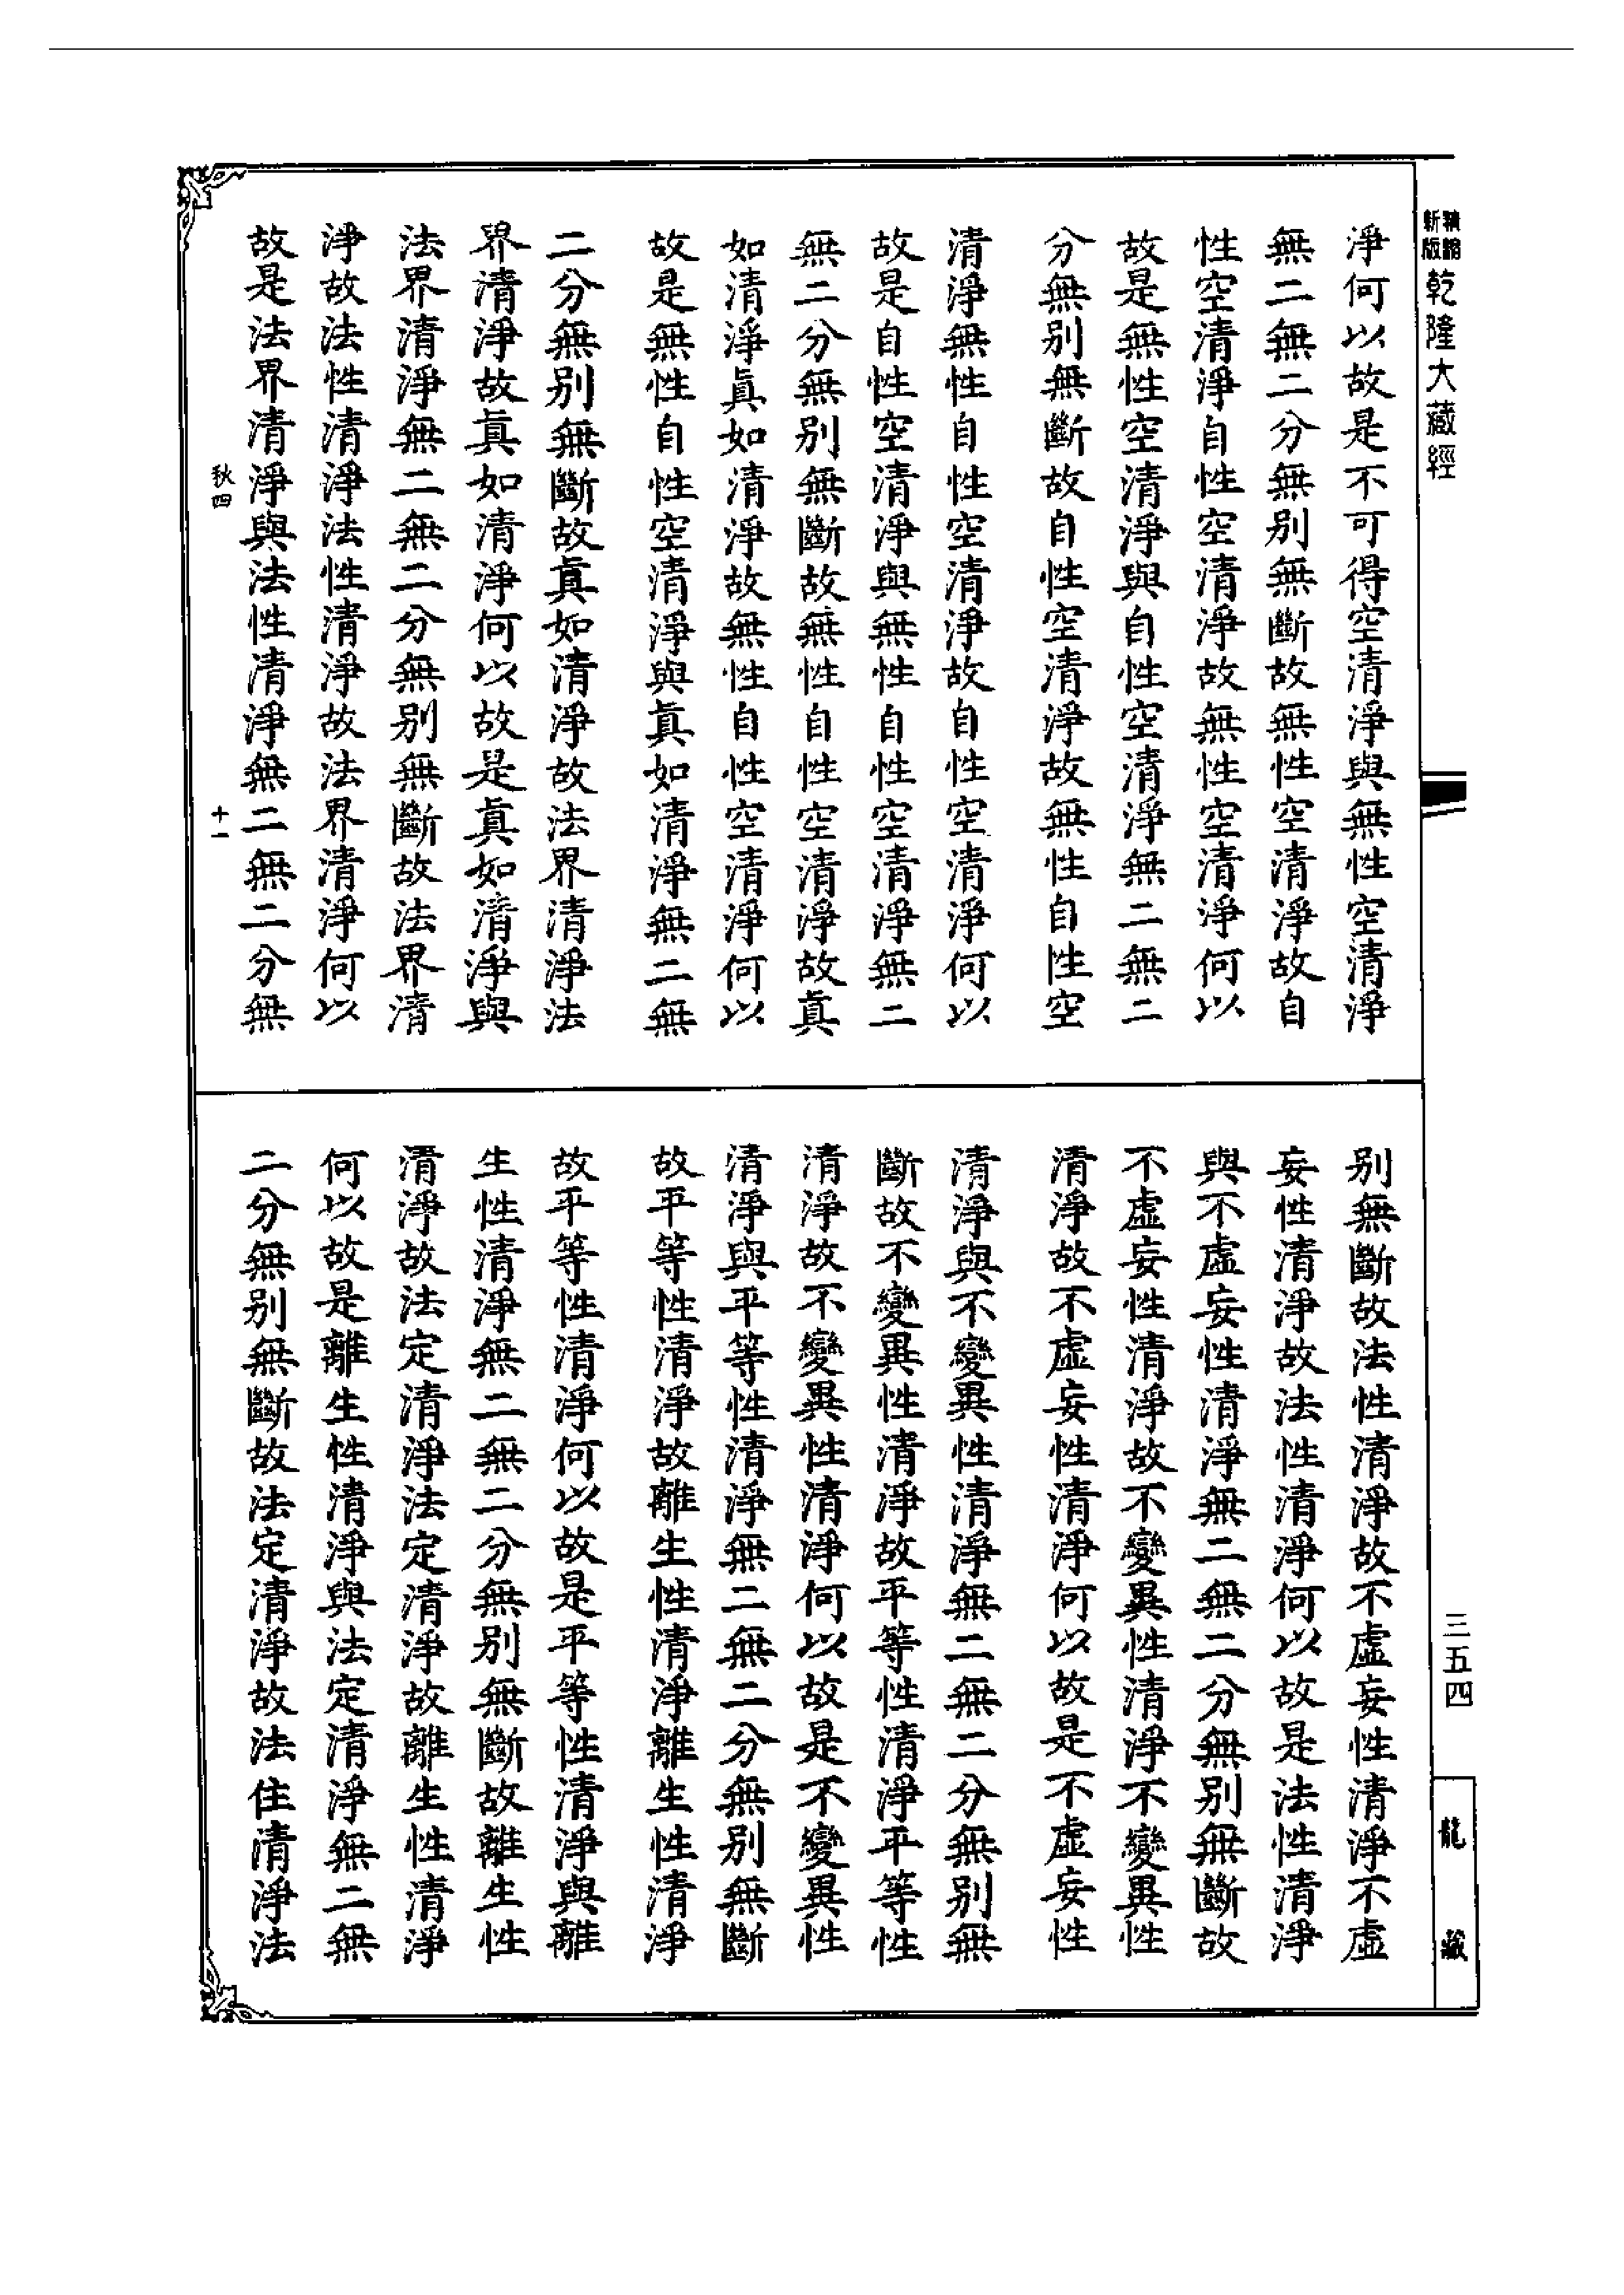 新版
精縮
乾隆大藏經
淨何以故是不可得空清淨與無性空清淨
無二無二分無别無斷故無性空清淨故自
性空清淨自性空清淨故無性空清淨何以
故是無性空清淨與自性空清淨無二無二
分無别無斷故自性空清淨故無性自性空
清淨無性自性空清淨故自性空清淨何以
故是自性空清淨與無性自性空清淨無二
無二分無别無斷故無性自性空清淨故眞
如清淨眞如清淨故無性自性空清淨何以
故是無性自性空清淨與眞如清淨無二無
二分無别無斷故眞如清淨故法界清淨法
界清淨故眞如清淨何以故是眞如清淨與
法界清淨無二無二分無别無斷故法界清
淨故法性清淨法性清淨故法界清淨何以
故是法界清淨與法性清淨無二無二分無
秋四
十一
别無斷故法性清淨故不虛妄性清淨不虛
妄性清淨故法性清淨何以故是法性清淨
與不虛妄性清淨無二無二分無别無斷故
不虛妄性清淨故不變異性清淨不變異性
清淨故不虛妄性清淨何以故是不虛妄性
清淨與不變異性清淨無二無二分無别無
斷故不變異性清淨故平等性清淨平等性
清淨故不變異性清淨何以故是不變異性
清淨與平等性清淨無二無二分無别無斷
故平等性清淨故離生性清淨離生性清淨
故平等性清淨何以故是平等性清淨與離
生性清淨無二無二分無别無斷故離生性
清淨故法定清淨法定清淨故離生性清淨
何以故是離生性清淨與法定清淨無二無
二分無别無斷故法定清淨故法住清淨法
三五四
龍藏